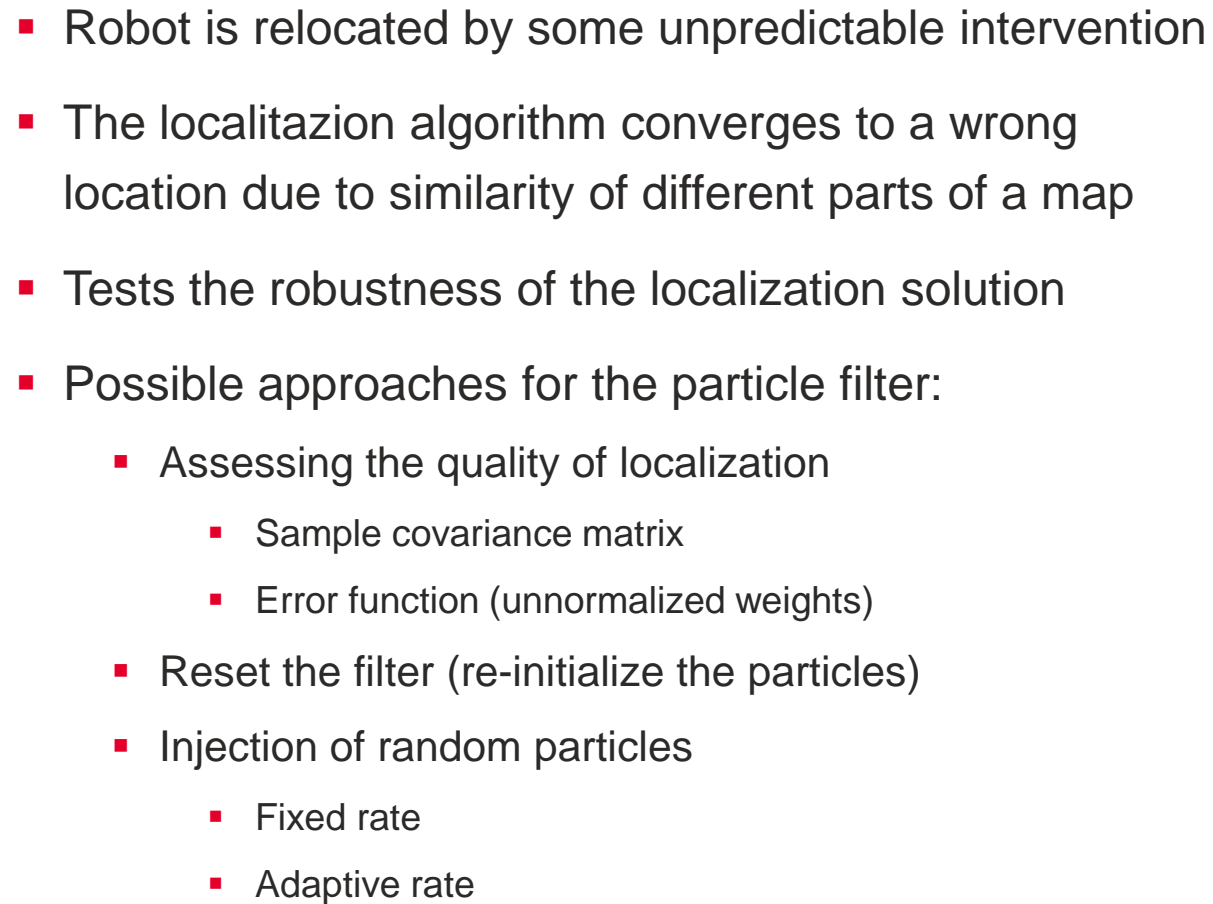 Robot is relocated by some unpredictable intervention
The localitazion algorithm converges to a wrong
location due to similarity of different parts of a map
Tests the robustness of the localization solution
Possible approaches for the particle filter:
Assessing the quality of localization
Sample covariance matrix
Error function (unnormalized weights)
Reset the filter (re-initialize the particles)
Injection of random particles
Fixed rate
Adaptive rate